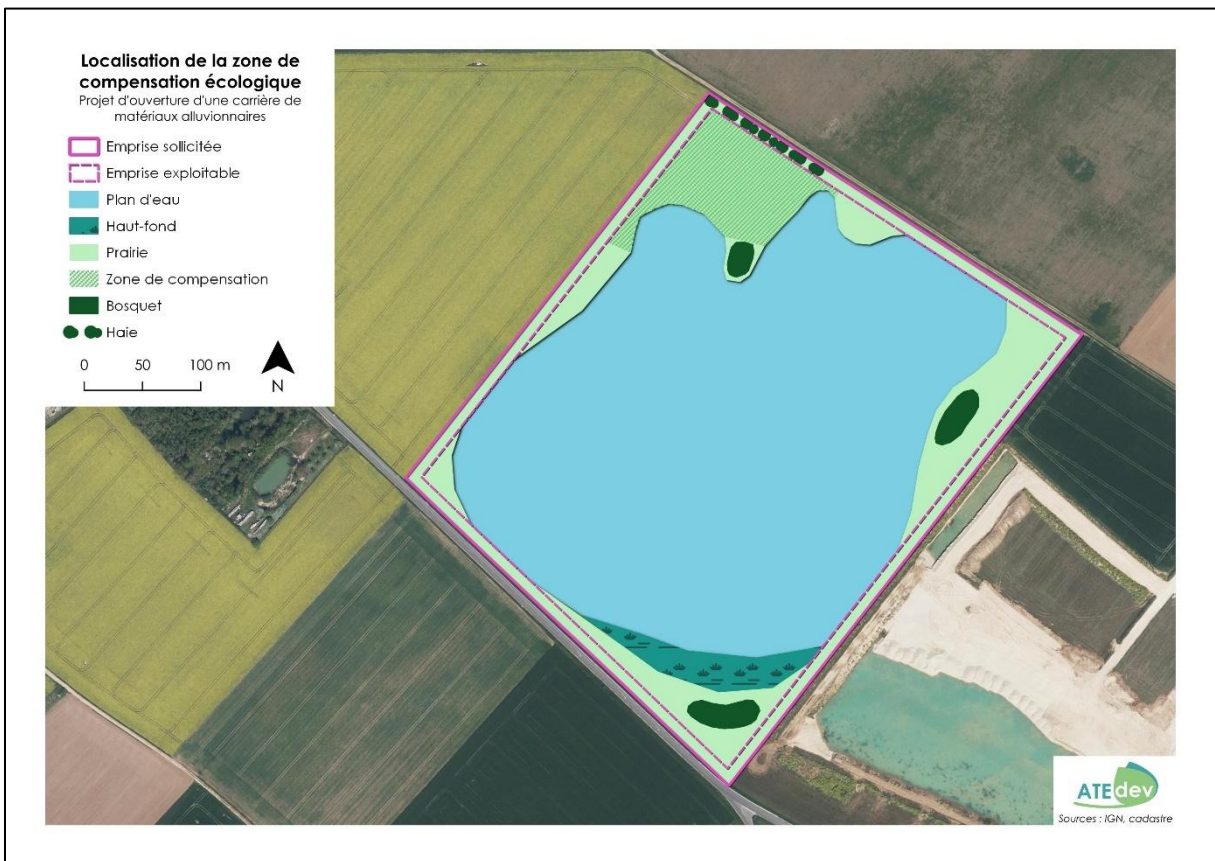 Localisation de la zone de
compensation écologique
Projet d'ouverture d'une carrière de
matériaux alluvionnaires
Emprise sollicitée
Emprise exploitable
Plan d'eau
Haut-fond
Prairie
Zone de compensation
Bosquet
Haie
0 50 100 m
N
ATEdev
Sources : IGN, cadastre